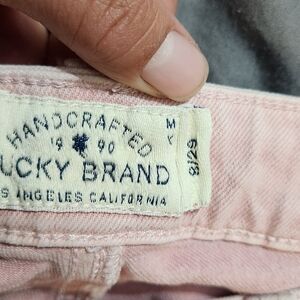 HANDCRAFTED
19 90
UCKY BRAND
S ANGELES CALIFORNIA
8/29